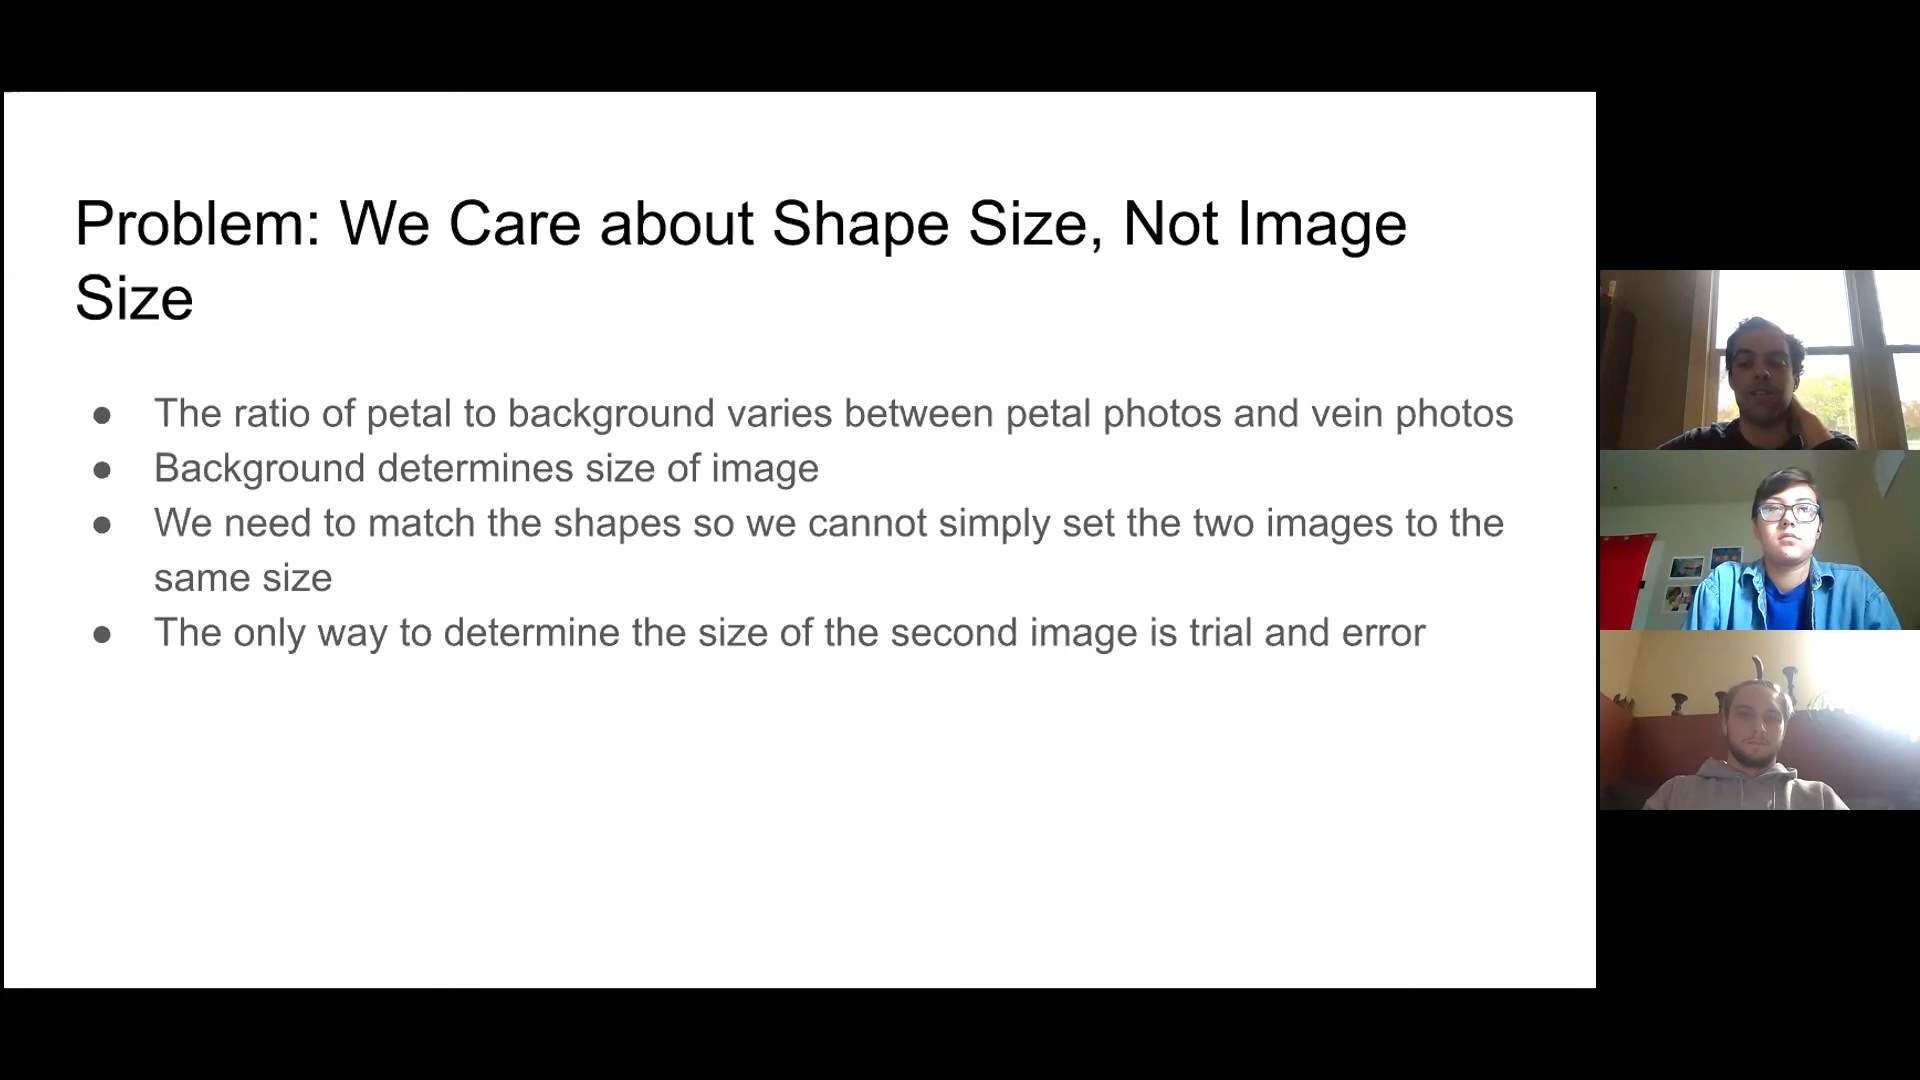 Problem: We Care about Shape Size, Not Image
Size
● The ratio of petal to background varies between petal photos and vein photos
● Background determines size of image
● We need to match the shapes so we cannot simply set the two images to the
same size
● The only way to determine the size of the second image is trial and error